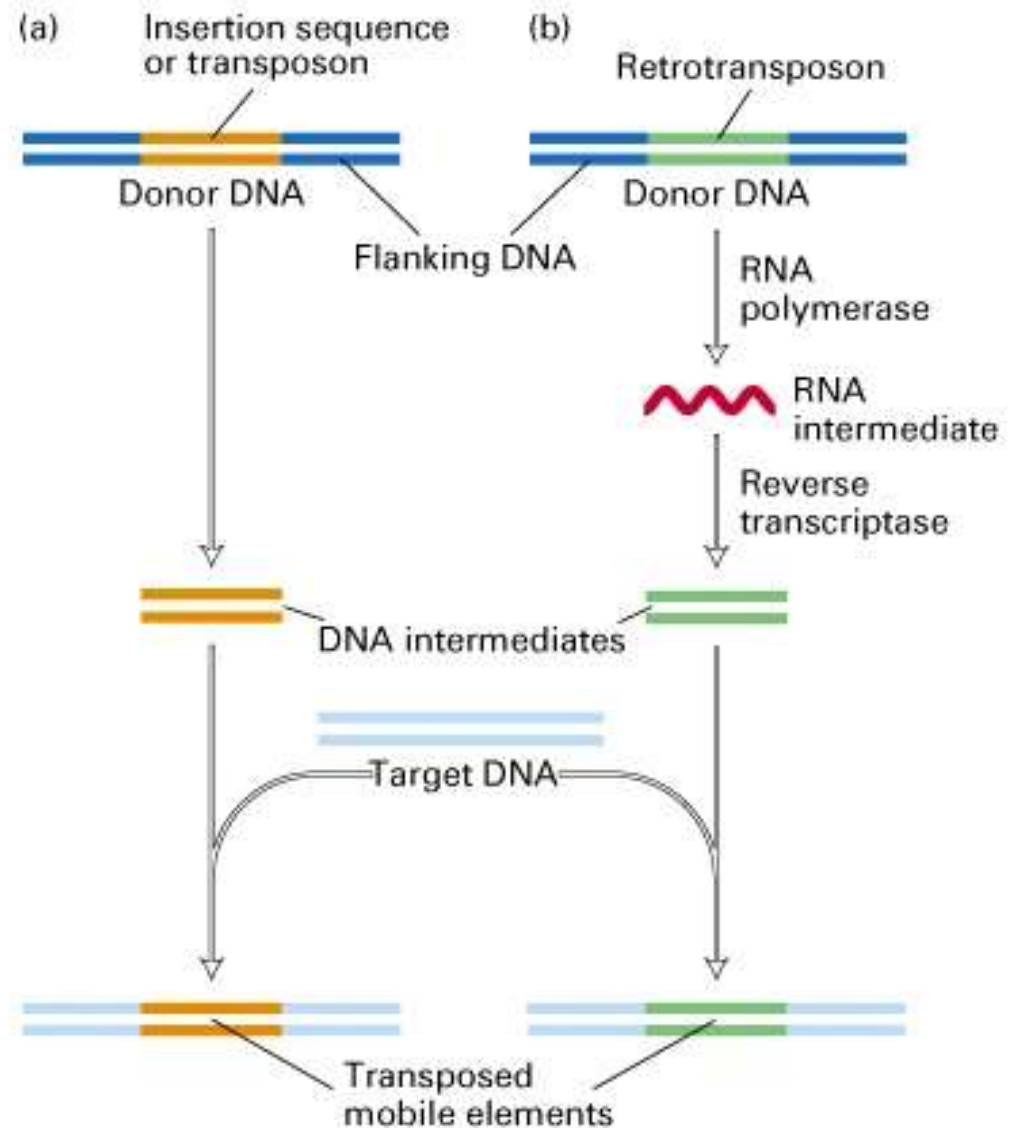 (a)
Insertion sequence
or transposon
(b)
Retrotransposon
Donor DNA
Donor DNA
Flanking DNA
RNA
polymerase
RNA
intermediate
Reverse
transcriptase
DNA intermediates
Target DNA
Transposed
mobile elements